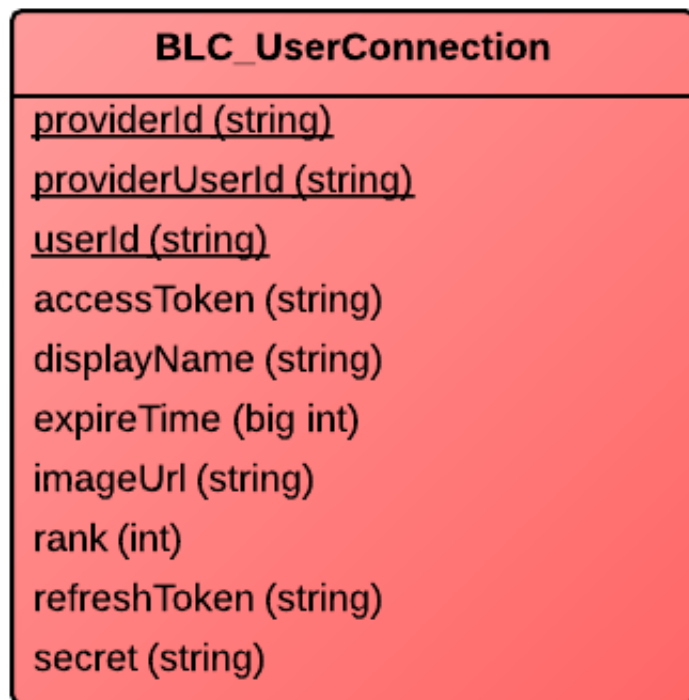 BLC_UserConnection
providerId (string)
providerUserId (string)
userId (string)
accessToken (string)
displayName (string)
expireTime (big int)
imageUrl (string)
rank (int)
refreshToken (string)
secret (string)